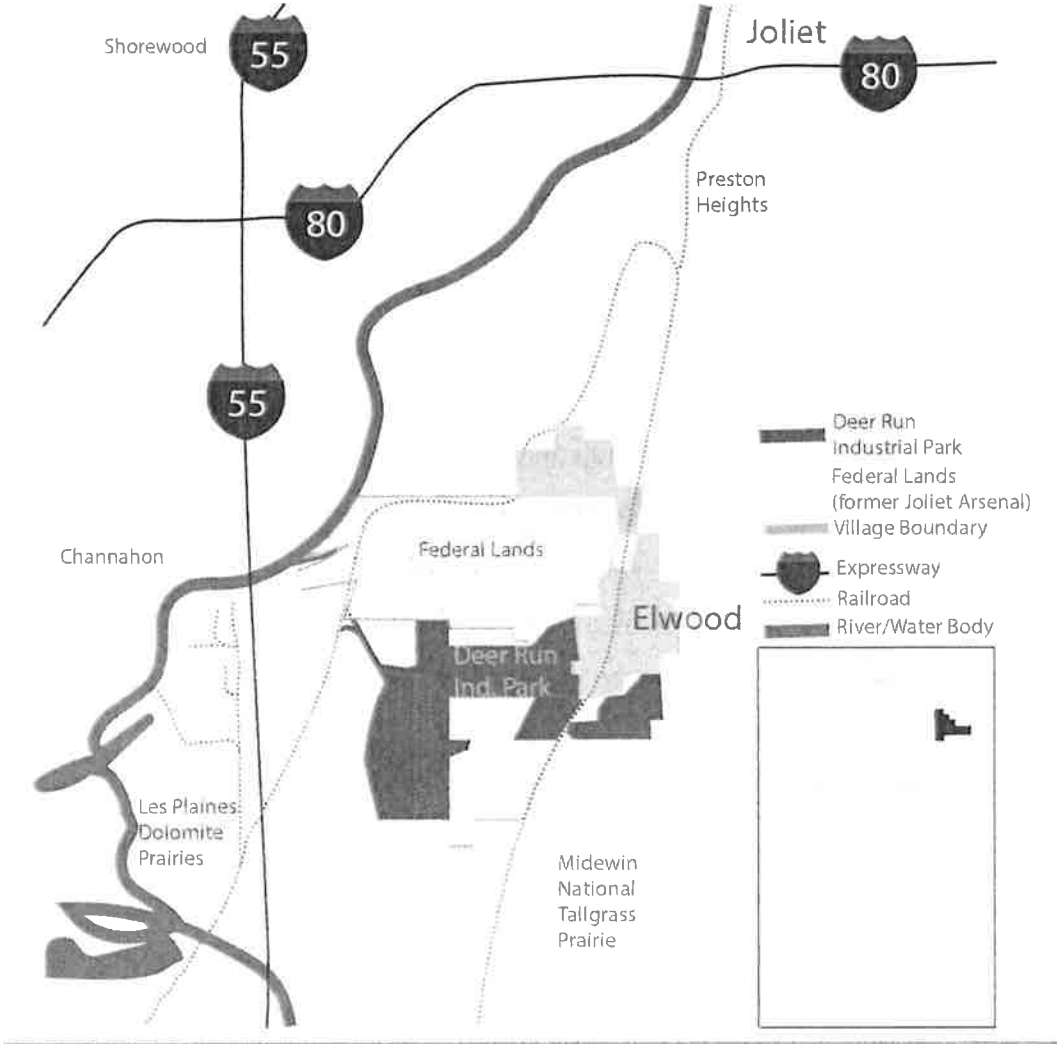 Shorewood
55
Joliet
80
Preston
Heights
80
55
Deer Run
Industrial Park
Federal Lands
(former Joliet Arsenal)
Village Boundary
Expressway
Railroad
River/Water Body
Channahon
Federal Lands
Elwood
Deer Run
Ind. Park
Les Plaines
Dolomite
Prairies
Midewin
National
Tallgrass
Prairie